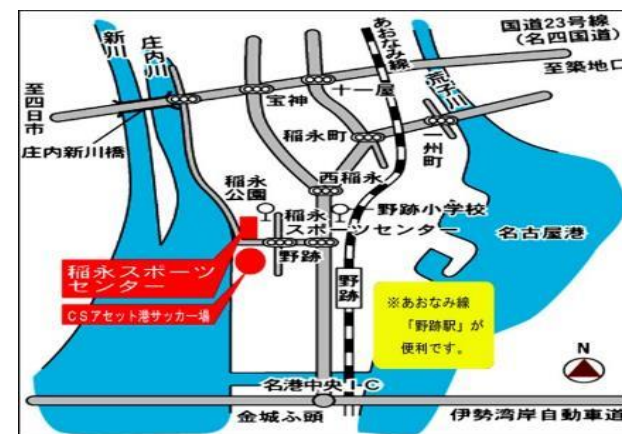 新川
庄内川
あおなみ線
国道23号線
(名四国道)
至築地口
荒子川
十一屋
宝神
至四日市
稲永町
一州町
庄内新川橋
西稲永
稲永
公園
野跡小学校
稲永
スポーツ
センター
名古屋港
稲永スポーツ
センター
野跡
野跡
CSアセット港サッカー場
※あおなみ線
「野跡駅」が
便利です。
N
名港中央IC
金城ふ頭
伊勢湾岸自動車道